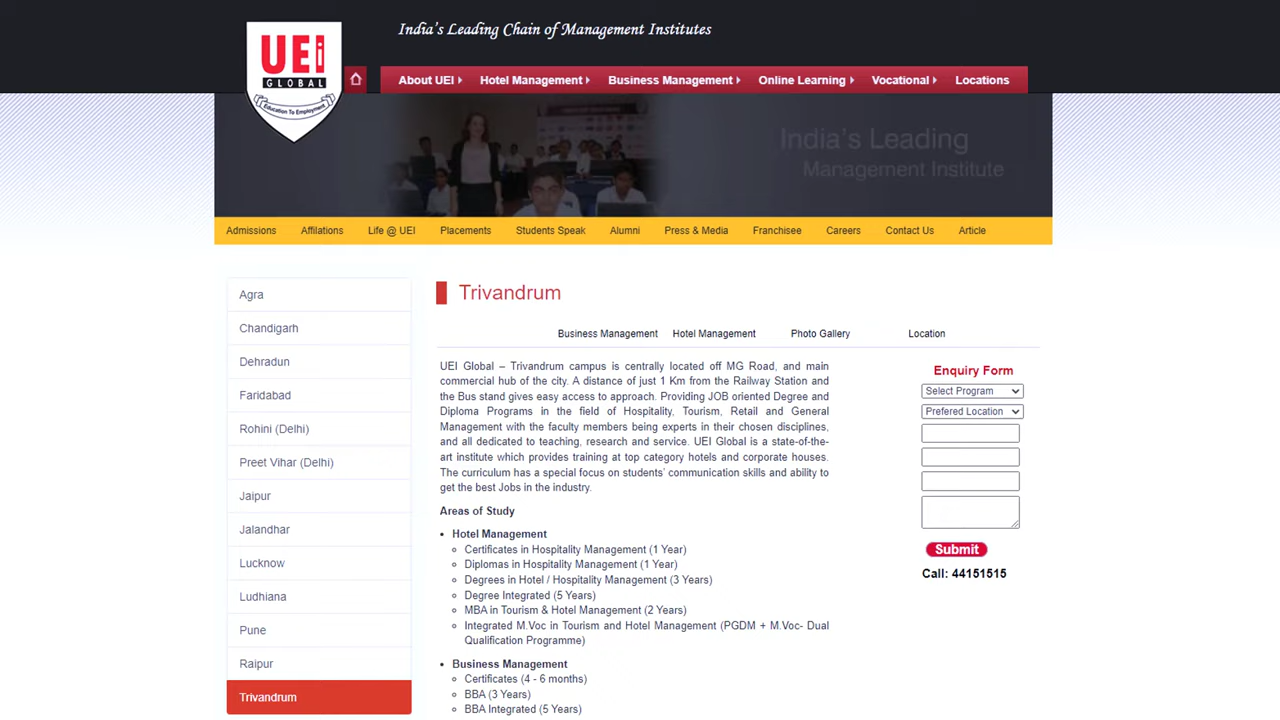 India's Leading Chain of Management Institutes
UEi
GLOBAL
Education To Employment
About UEI
Hotel Management
Business Management
Online Learning
Vocational
Locations
India's Leading
Management Institute
Admissions
Affilations
Life @ UEI
Placements
Students Speak
Alumni
Press & Media
Franchisee
Careers
Contact Us
Article
Agra
Chandigarh
Dehradun
Faridabad
Rohini (Delhi)
Preet Vihar (Delhi)
Jaipur
Jalandhar
Lucknow
Ludhiana
Pune
Raipur
Trivandrum
Trivandrum
Business Management
Hotel Management
Photo Gallery
Location
UEI Global – Trivandrum campus is centrally located off MG Road, and main
commercial hub of the city. A distance of just 1 Km from the Railway Station and
the Bus stand gives easy access to approach. Providing JOB oriented Degree and
Diploma Programs in the field of Hospitality, Tourism, Retail and General
Management with the faculty members being experts in their chosen disciplines,
and all dedicated to teaching, research and service. UEI Global is a state-of-the-
art institute which provides training at top category hotels and corporate houses.
The curriculum has a special focus on students' communication skills and ability to
get the best Jobs in the industry.
Areas of Study
Hotel Management
Certificates in Hospitality Management (1 Year)
Diplomas in Hospitality Management (1 Year)
Degrees in Hotel / Hospitality Management (3 Years)
Degree Integrated (5 Years)
MBA in Tourism & Hotel Management (2 Years)
Integrated M.Voc in Tourism and Hotel Management (PGDM + M.Voc- Dual
Qualification Programme)
Business Management
Certificates (4 - 6 months)
BBA (3 Years)
BBA Integrated (5 Years)
Enquiry Form
Select Program
Prefered Location
Submit
Call: 44151515